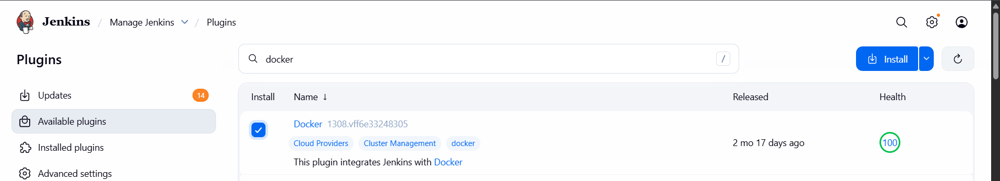 Jenkins / Manage Jenkins / Plugins
Plugins
docker /
Install
Updates 14
Available plugins
Installed plugins
Advanced settings
Install Name ↓ Released Health
Docker 1308.vff6e33248305
Cloud Providers Cluster Management docker
This plugin integrates Jenkins with Docker
2 mo 17 days ago
100